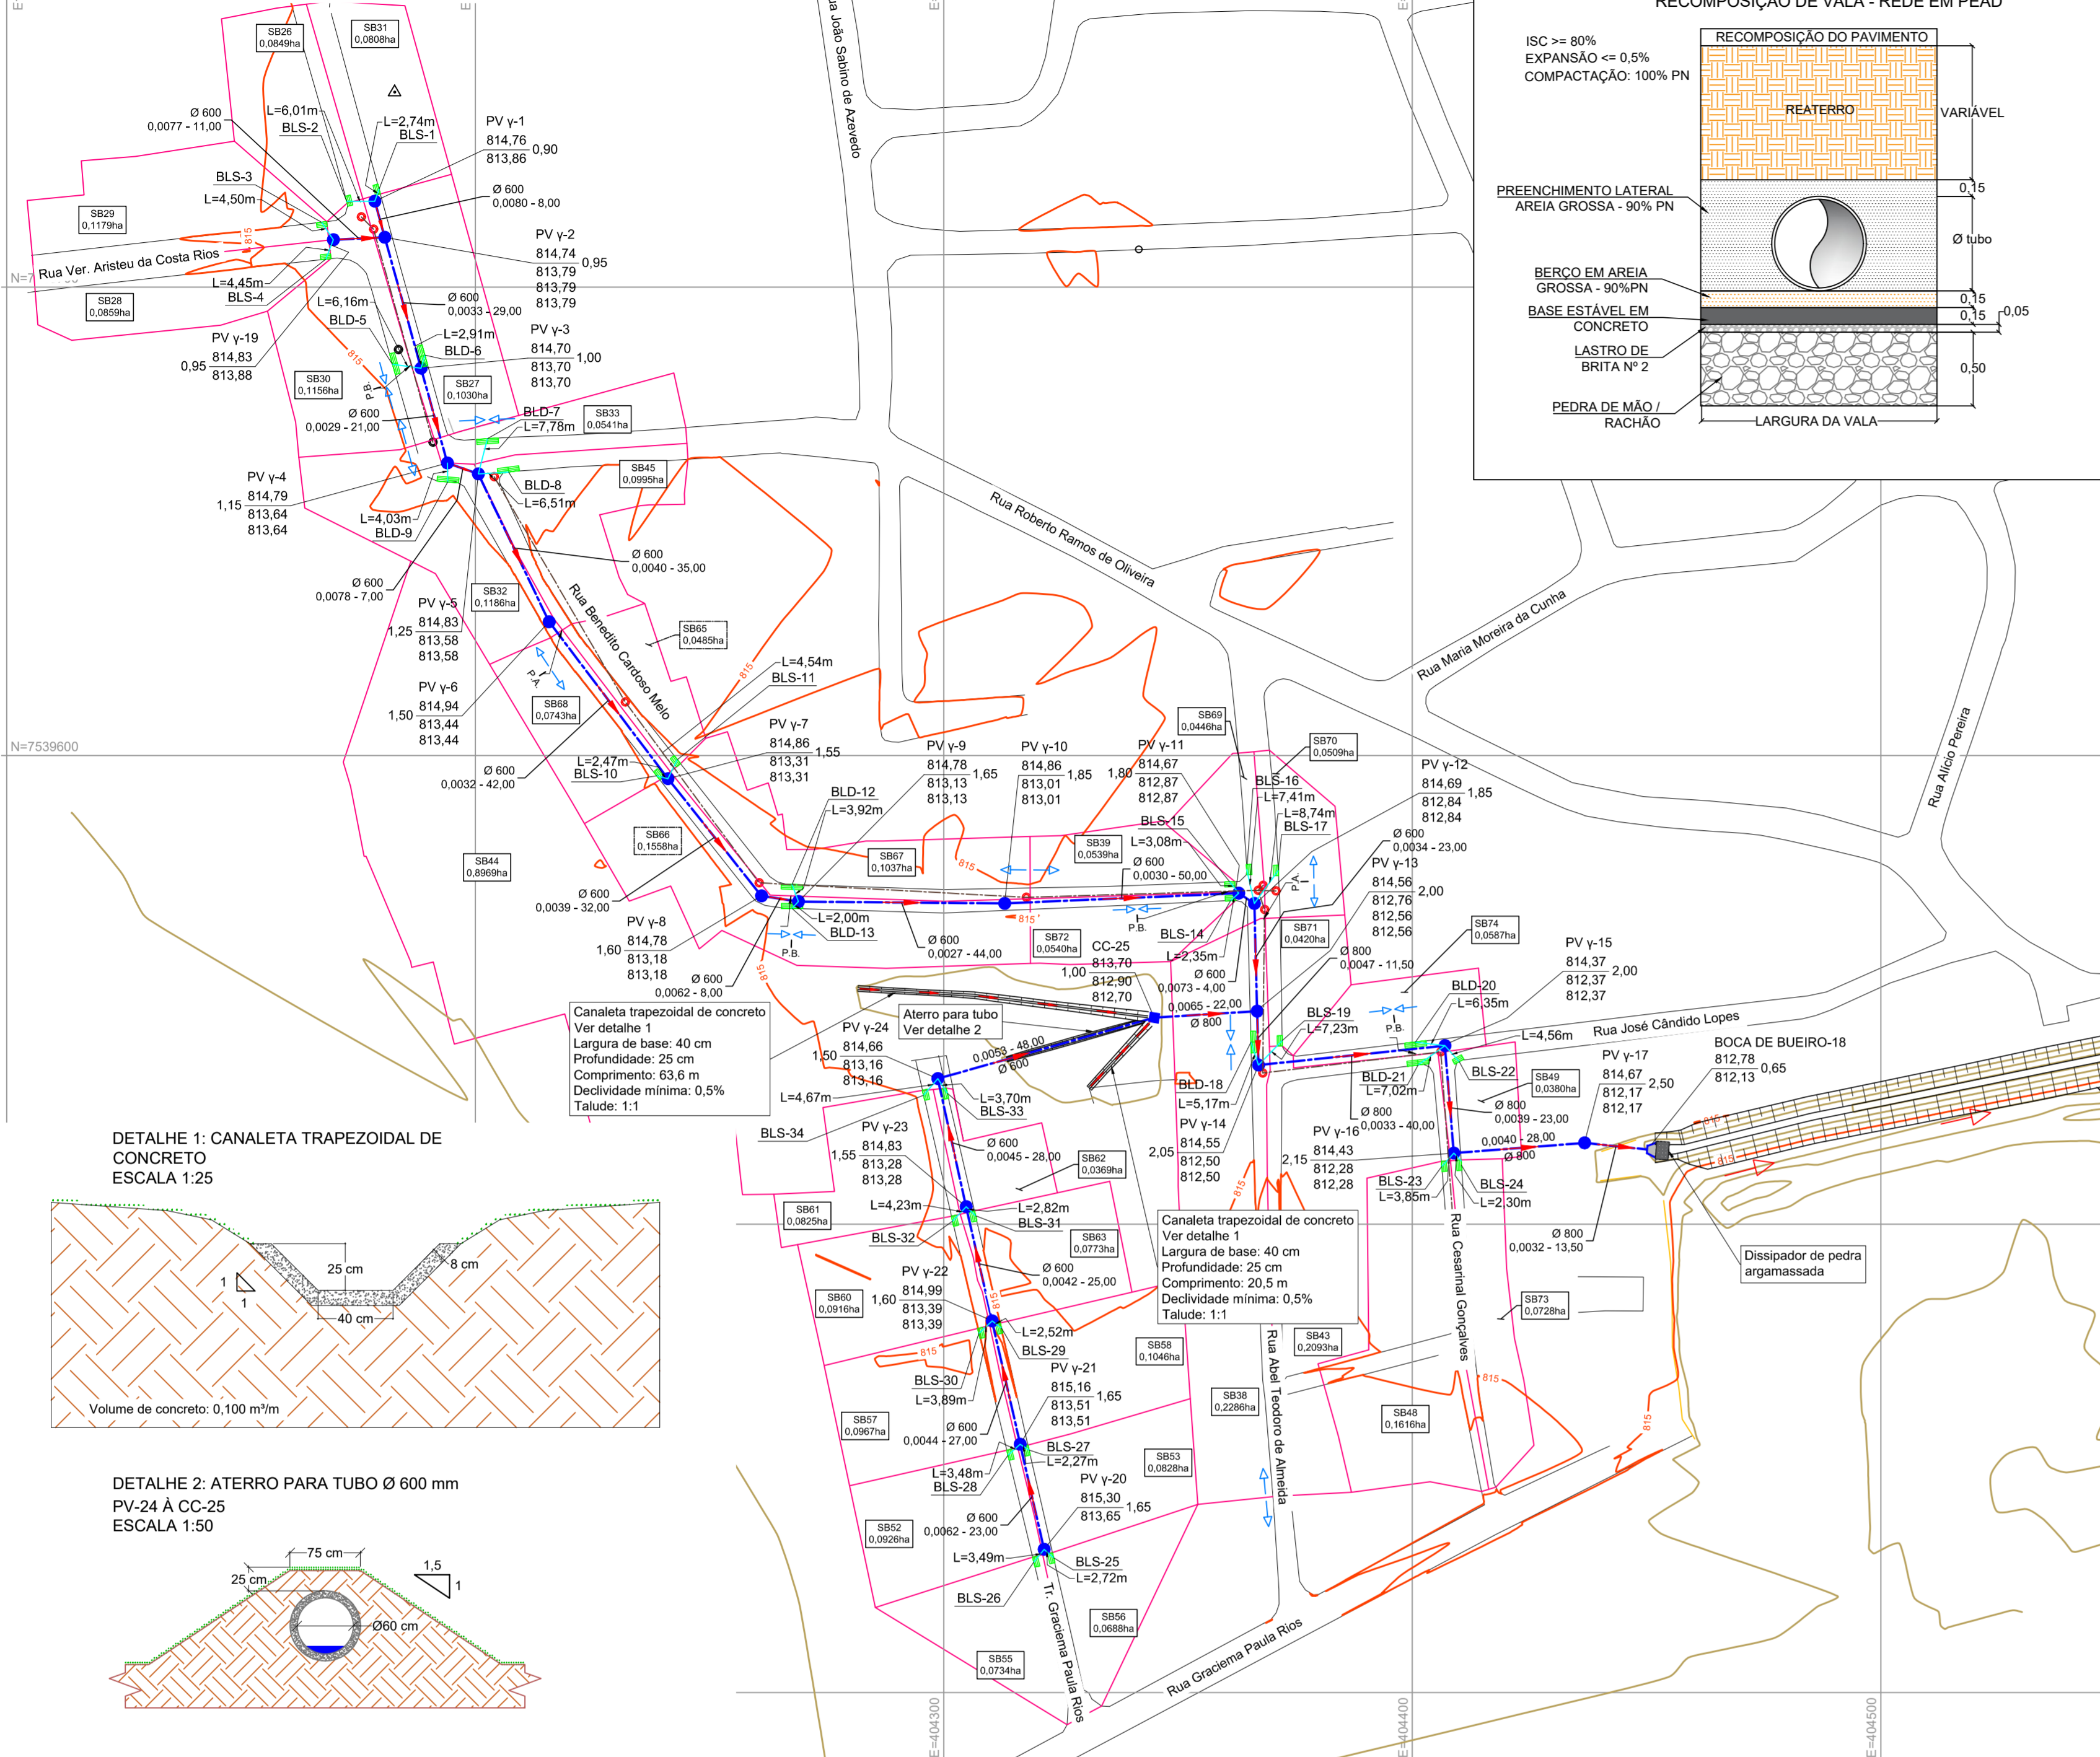 RECOMPOSIÇÃO DE VALA - REDE EM PEAD
ISC >= 80%
EXPANSÃO <= 0,5%
COMPACTAÇÃO: 100% PN
RECOMPOSIÇÃO DO PAVIMENTO
REATERRO
VARIÁVEL
PREENCHIMENTO LATERAL
AREIA GROSSA - 90% PN
0,15
Ø tubo
BERÇO EM AREIA
GROSSA - 90%PN
0,15
BASE ESTÁVEL EM
CONCRETO
0,15
0,05
LASTRO DE
BRITA Nº 2
0,50
PEDRA DE MÃO /
RACHÃO
LARGURA DA VALA
SB26
0,0849ha
SB31
0,0808ha
Ø 600
0,0077 - 11,00
L=6,01m
BLS-2
L=2,74m
BLS-1
PV γ-1
814,76
813,86
0,90
BLS-3
L=4,50m
Ø 600
0,0080 - 8,00
SB29
0,1179ha
815
Rua Ver. Aristeu da Costa Rios
PV γ-2
814,74
813,79
813,79
813,79
0,95
SB28
0,0859ha
L=4,45m
BLS-4
L=6,16m
BLD-5
Ø 600
0,0033 - 29,00
L=2,91m
BLD-6
PV γ-3
814,70
813,70
813,70
1,00
PV γ-19
814,83
813,88
0,95
815
P.B.
SB30
0,1156ha
SB27
0,1030ha
SB33
0,0541ha
Ø 600
0,0029 - 21,00
BLD-7
L=7,78m
PV γ-4
814,79
813,64
813,64
1,15
L=4,03m
BLD-9
BLD-8
L=6,51m
SB45
0,0995ha
Ø 600
0,0078 - 7,00
Ø 600
0,0040 - 35,00
SB32
0,1186ha
PV γ-5
814,83
813,58
813,58
1,25
Rua Benedito Cardoso Melo
SB65
0,0485ha
P.A.
PV γ-6
814,94
813,44
813,44
1,50
SB68
0,0743ha
815
L=4,54m
BLS-11
N=7539600
Ø 600
0,0032 - 42,00
L=2,47m
BLS-10
PV γ-7
814,86
813,31
813,31
1,55
SB66
0,1558ha
SB44
0,8969ha
Ø 600
0,0039 - 32,00
PV γ-8
814,78
813,18
813,18
1,60
Ø 600
0,0062 - 8,00
BLD-12
L=3,92m
PV γ-9
814,78
813,13
813,13
1,65
PV γ-10
814,86
813,01
813,01
1,85
L=2,00m
BLD-13
P.B.
815
SB67
0,1037ha
815
Ø 600
0,0027 - 44,00
815
SB39
0,0539ha
Ø 600
0,0030 - 50,00
P.B.
SB72
0,0540ha
PV γ-11
814,67
812,87
812,87
1,80
SB69
0,0446ha
SB70
0,0509ha
BLS-16
L=7,41m
L=8,74m
BLS-17
BLS-15
L=3,08m
BLS-14
L=2,35m
P.A.
PV γ-12
814,69
812,84
812,84
1,85
Ø 600
0,0034 - 23,00
PV γ-13
814,56
812,76
812,56
812,56
2,00
SB71
0,0420ha
Ø 600
0,0073 - 4,00
Ø 800
0,0047 - 11,50
CC-25
813,70
812,90
812,70
1,00
0,0065 - 22,00
Ø 800
SB74
0,0587ha
PV γ-15
814,37
812,37
812,37
2,00
BLD-20
L=6,35m
P.B.
BLS-19
L=7,23m
L=4,56m
Rua José Cândido Lopes
BLS-22
BLD-21
L=7,02m
BLD-18
L=5,17m
Ø 800
0,0033 - 40,00
PV γ-14
814,55
812,50
812,50
2,05
PV γ-16
814,43
812,28
812,28
2,15
SB49
0,0380ha
Ø 800
0,0039 - 23,00
0,0040 - 28,00
Ø 800
PV γ-17
814,67
812,17
812,17
2,50
BOCA DE BUEIRO-18
812,78
812,13
0,65
815
815
BLS-23
L=3,85m
BLS-24
L=2,30m
Ø 800
0,0032 - 13,50
Dissipador de pedra
argamassada
SB73
0,0728ha
Rua Cesarinal Gonçalves
Canaleta trapezoidal de concreto
Ver detalhe 1
Largura de base: 40 cm
Profundidade: 25 cm
Comprimento: 63,6 m
Declividade mínima: 0,5%
Talude: 1:1
Aterro para tubo
Ver detalhe 2
0,0053 - 48,00
Ø 600
PV γ-24
814,66
813,16
813,16
1,50
L=4,67m
BLS-34
L=3,70m
BLS-33
PV γ-23
814,83
813,28
813,28
1,55
Ø 600
0,0045 - 28,00
SB62
0,0369ha
L=4,23m
BLS-32
L=2,82m
BLS-31
SB61
0,0825ha
SB63
0,0773ha
Canaleta trapezoidal de concreto
Ver detalhe 1
Largura de base: 40 cm
Profundidade: 25 cm
Comprimento: 20,5 m
Declividade mínima: 0,5%
Talude: 1:1
815
Ø 600
0,0042 - 25,00
PV γ-22
814,99
813,39
813,39
1,60
SB60
0,0916ha
815
815
L=2,52m
BLS-29
BLS-30
L=3,89m
SB58
0,1046ha
SB43
0,2093ha
PV γ-21
815,16
813,51
813,51
1,65
SB57
0,0967ha
Ø 600
0,0044 - 27,00
SB38
0,2286ha
SB48
0,1616ha
815
815
Rua Abel Teodoro de Almeida
BLS-27
L=2,27m
L=3,48m
BLS-28
SB53
0,0828ha
PV γ-20
815,30
813,65
1,65
SB52
0,0926ha
Ø 600
0,0062 - 23,00
L=3,49m
BLS-26
BLS-25
L=2,72m
SB56
0,0688ha
SB55
0,0734ha
Tr. Graciema Paula Rios
Rua Graciema Paula Rios
Rua João Sabino de Azevedo
Rua Roberto Ramos de Oliveira
Rua Maria Moreira da Cunha
Rua Alício Pereira
E=404300
E=404400
E=404500
DETALHE 1: CANALETA TRAPEZOIDAL DE
CONCRETO
ESCALA 1:25
25 cm
8 cm
1
1
40 cm
Volume de concreto: 0,100 m³/m
DETALHE 2: ATERRO PARA TUBO Ø 600 mm
PV-24 À CC-25
ESCALA 1:50
75 cm
25 cm
1,5
1
Ø60 cm